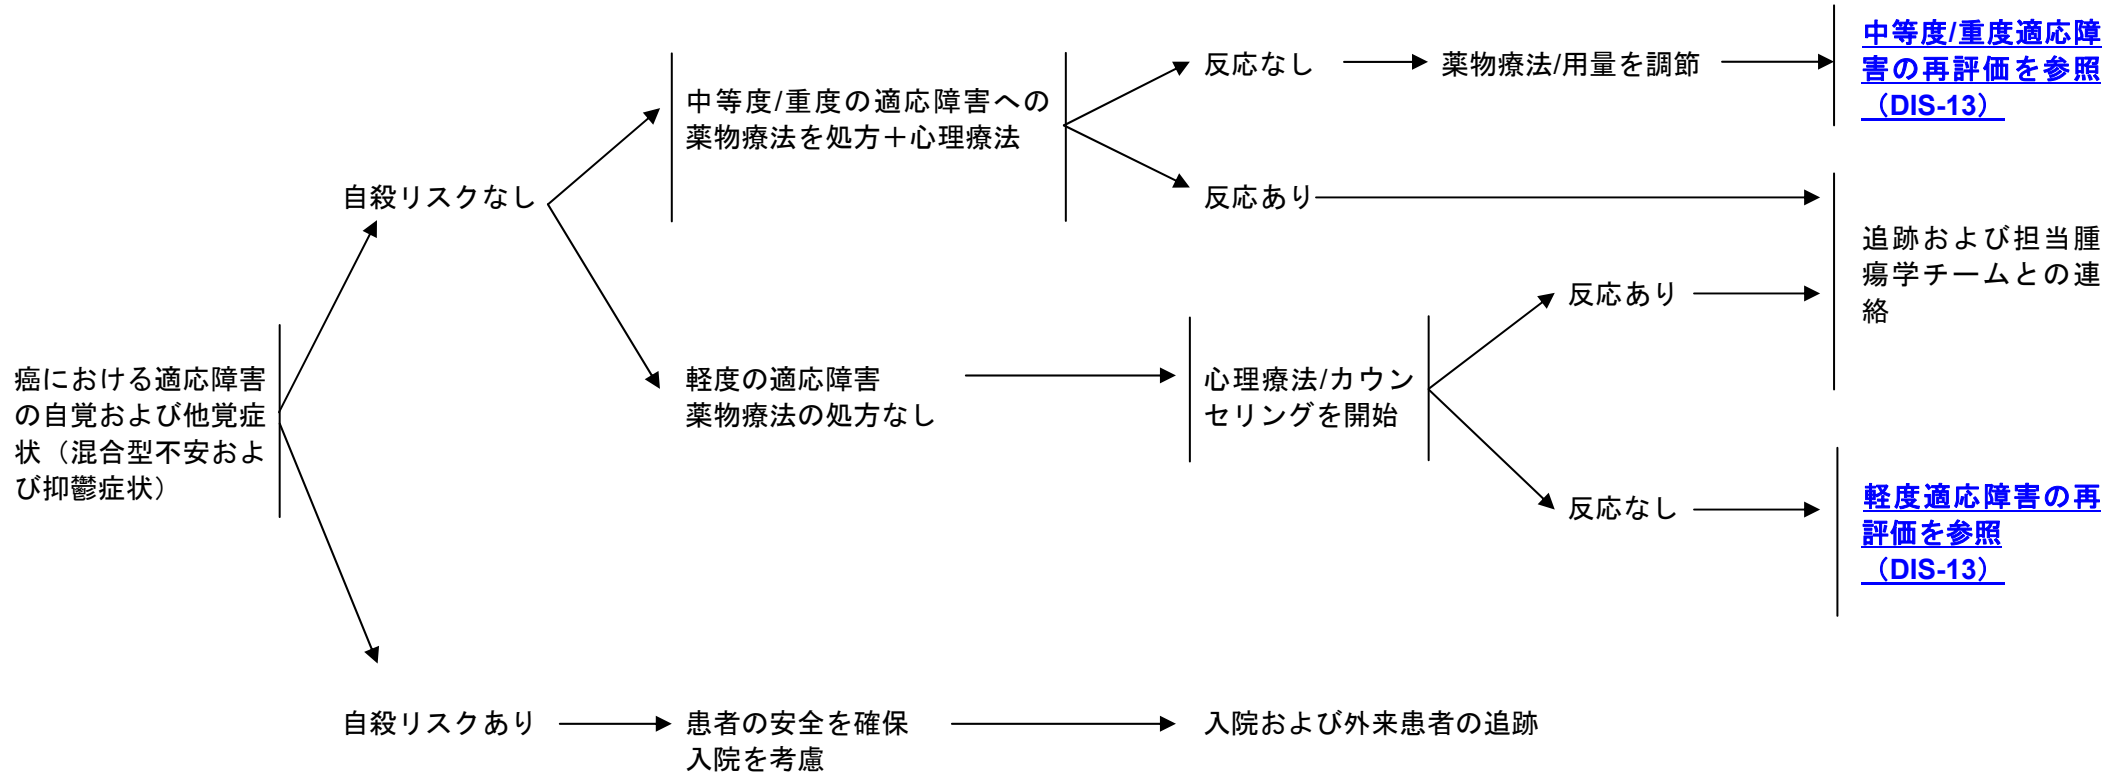 癌における適応障害
の自覚および他覚症
状（混合型不安およ
び抑鬱症状）
自殺リスクなし
中等度/重度の適応障害への
薬物療法を処方＋心理療法
反応なし
薬物療法/用量を調節
中等度/重度適応障
害の再評価を参照
（DIS-13）
反応あり
追跡および担当腫
瘍学チームとの連
絡
軽度の適応障害
薬物療法の処方なし
心理療法/カウン
セリングを開始
反応あり
反応なし
軽度適応障害の再
評価を参照
（DIS-13）
自殺リスクあり
患者の安全を確保
入院を考慮
入院および外来患者の追跡